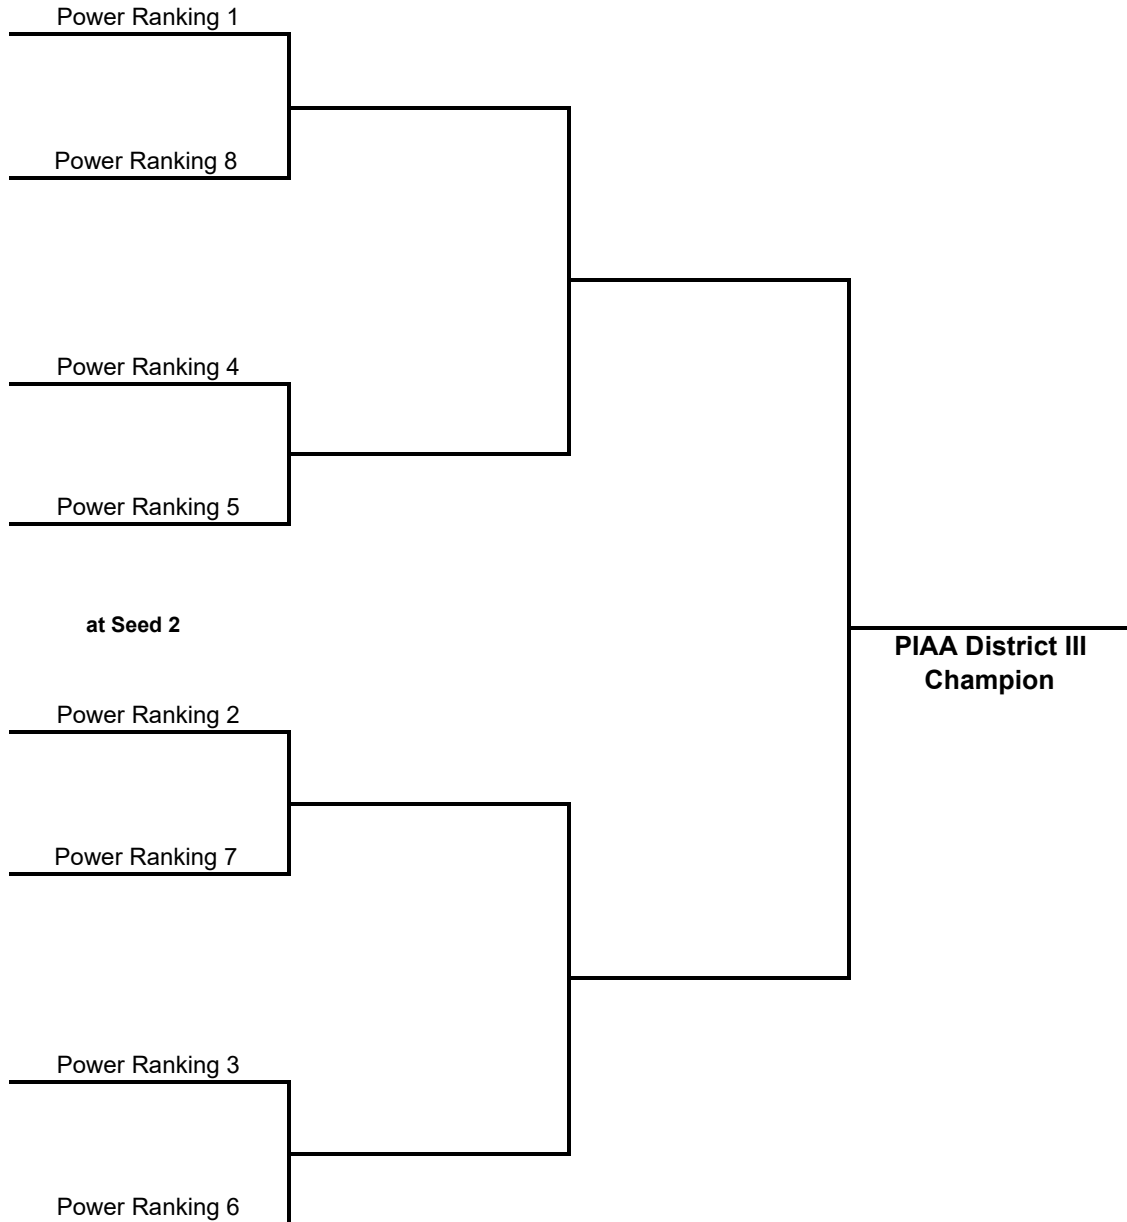 Power Ranking 1
Power Ranking 8
Power Ranking 4
Power Ranking 5
at Seed 2
PIAA District III
Champion
Power Ranking 2
Power Ranking 7
Power Ranking 3
Power Ranking 6